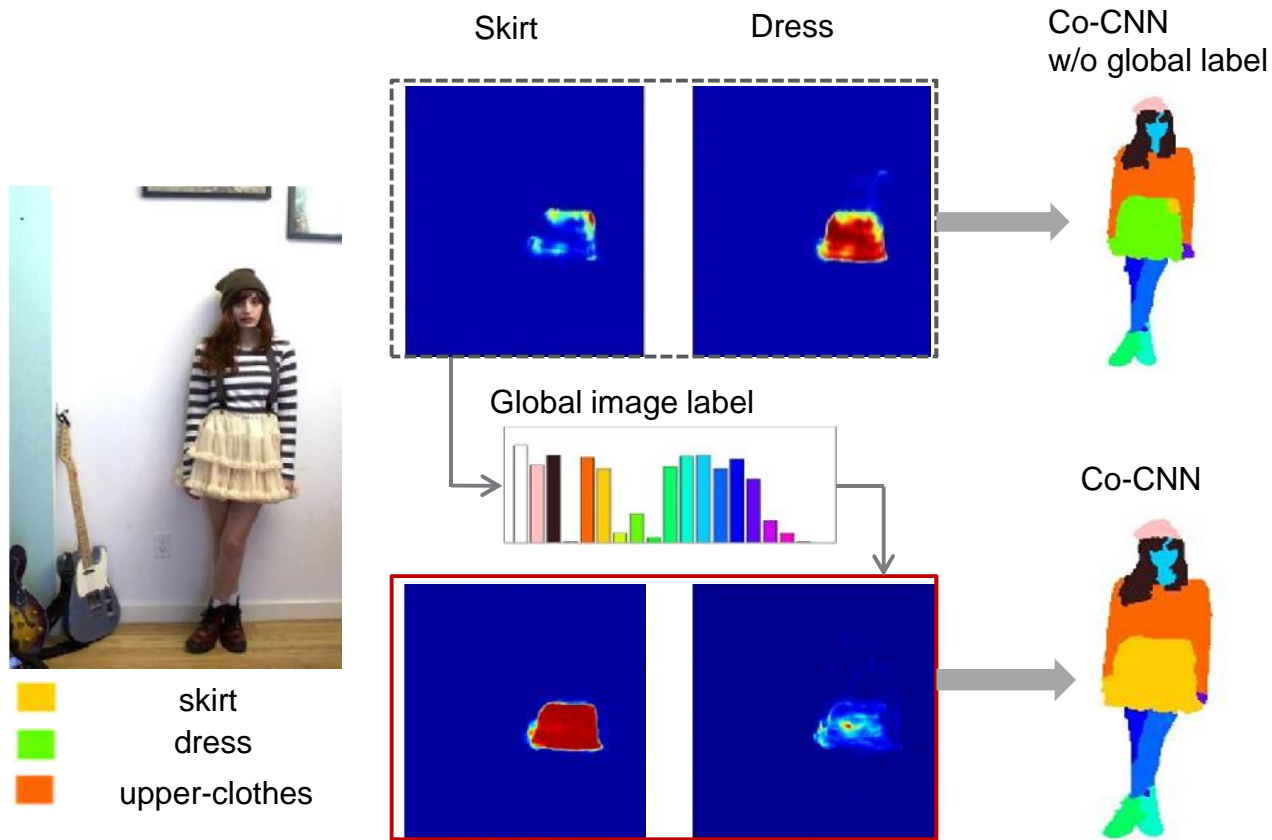 Skirt
Dress
Co-CNN
w/o global label
Global image label
Co-CNN
skirt
dress
upper-clothes